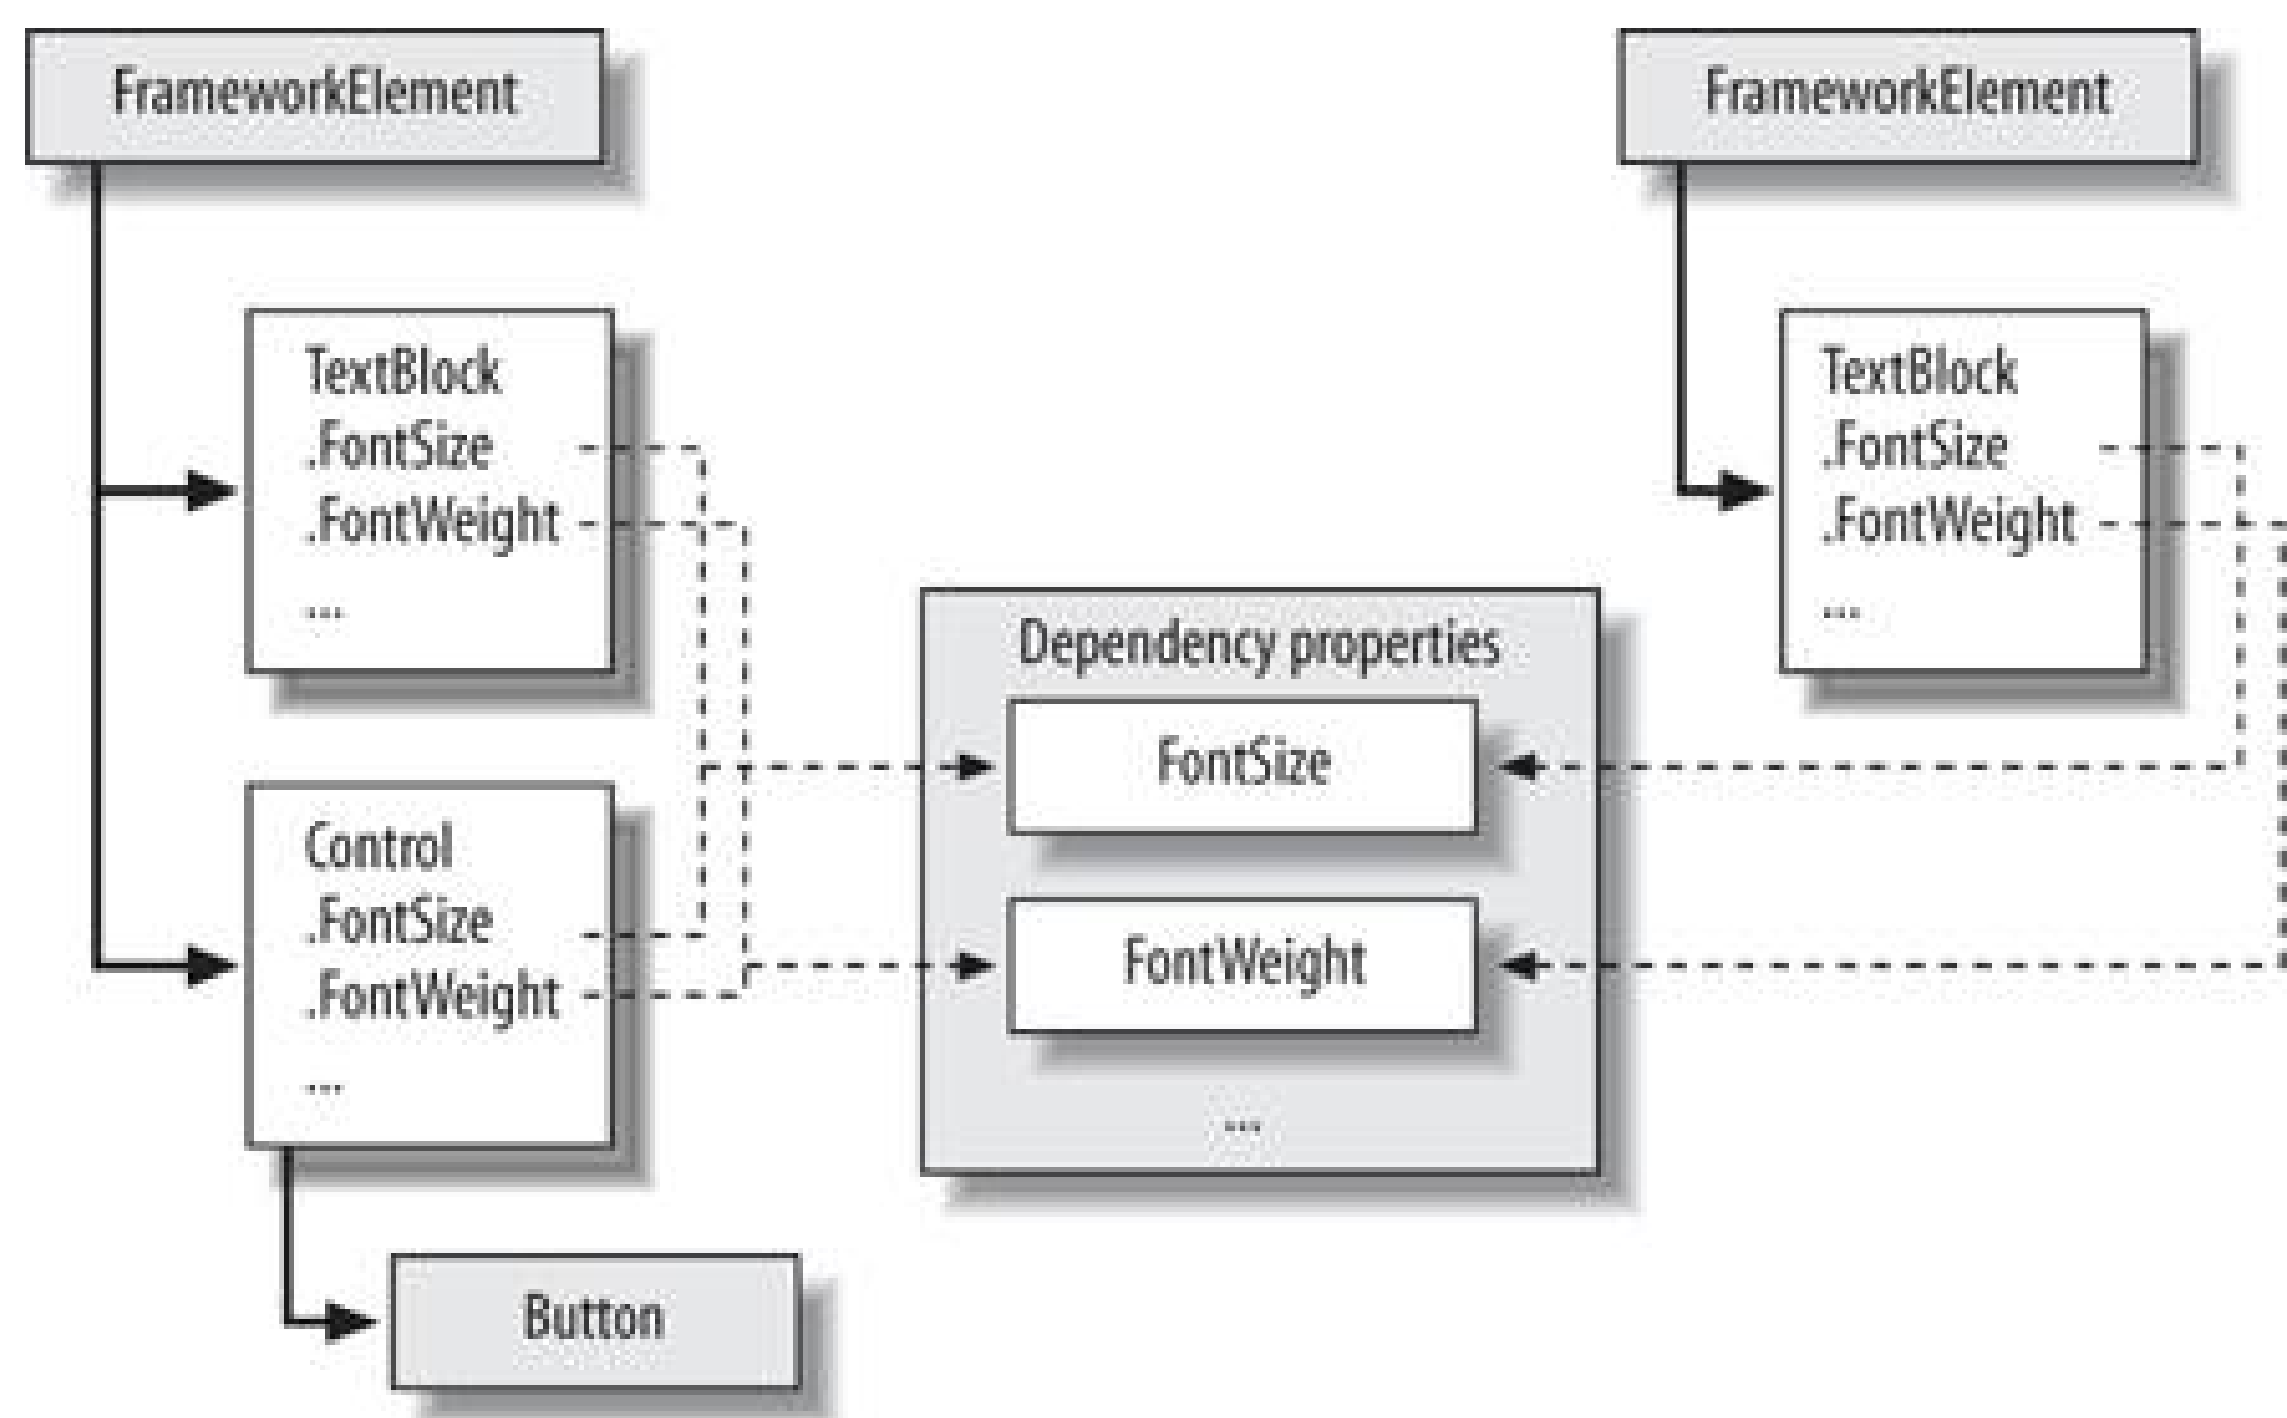 FrameworkElement
TextBlock
.FontSize
.FontWeight
...
Control
.FontSize
.FontWeight
...
Button
Dependency properties
FontSize
FontWeight
...
FrameworkElement
TextBlock
.FontSize
.FontWeight
...